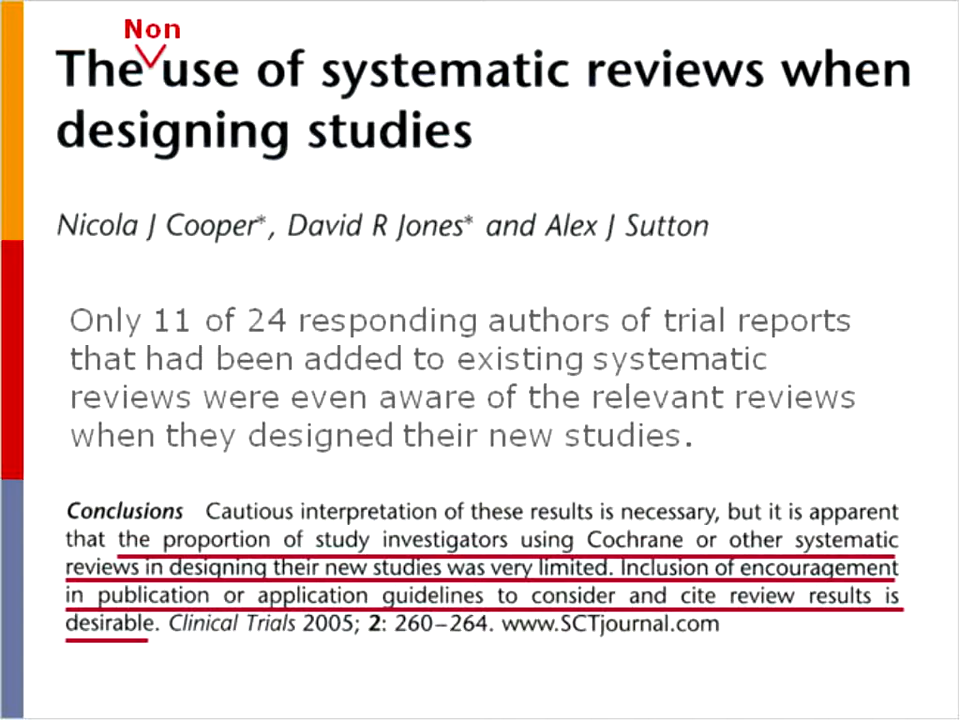 Non
The use of systematic reviews when
designing studies
Nicola J Cooper*, David R Jones* and Alex J Sutton
Only 11 of 24 responding authors of trial reports
that had been added to existing systematic
reviews were even aware of the relevant reviews
when they designed their new studies.
Conclusions Cautious interpretation of these results is necessary, but it is apparent
that the proportion of study investigators using Cochrane or other systematic
reviews in designing their new studies was very limited. Inclusion of encouragement
in publication or application guidelines to consider and cite review results is
desirable. Clinical Trials 2005; 2: 260–264. www.SCTjournal.com